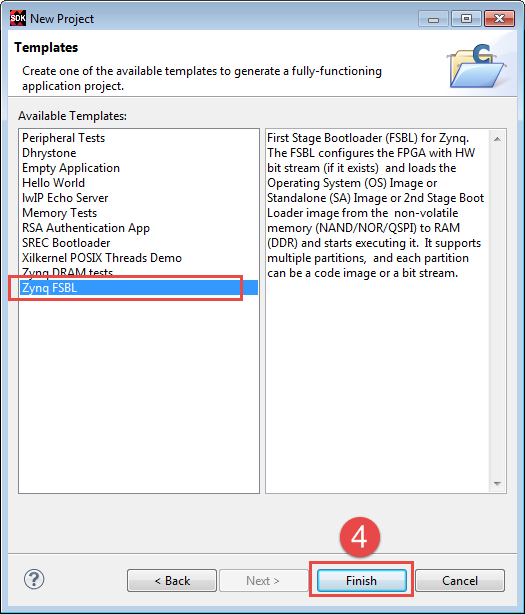 SDK New Project
Templates
Create one of the available templates to generate a fully-functioning
application project.
C
Available Templates:
Peripheral Tests
Dhrystone
Empty Application
Hello World
lwIP Echo Server
Memory Tests
RSA Authentication App
SREC Bootloader
Xilkernel POSIX Threads Demo
Zynq DRAM tests
Zynq FSBL
First Stage Bootloader (FSBL) for Zynq.
The FSBL configures the FPGA with HW
bit stream (if it exists)  and loads the
Operating System (OS) Image or
Standalone (SA) Image or 2nd Stage Boot
Loader image from the  non-volatile
memory (NAND/NOR/QSPI) to RAM
(DDR) and starts executing it.  It supports
multiple partitions,  and each partition
can be a code image or a bit stream.
4
? < Back Next > Finish Cancel